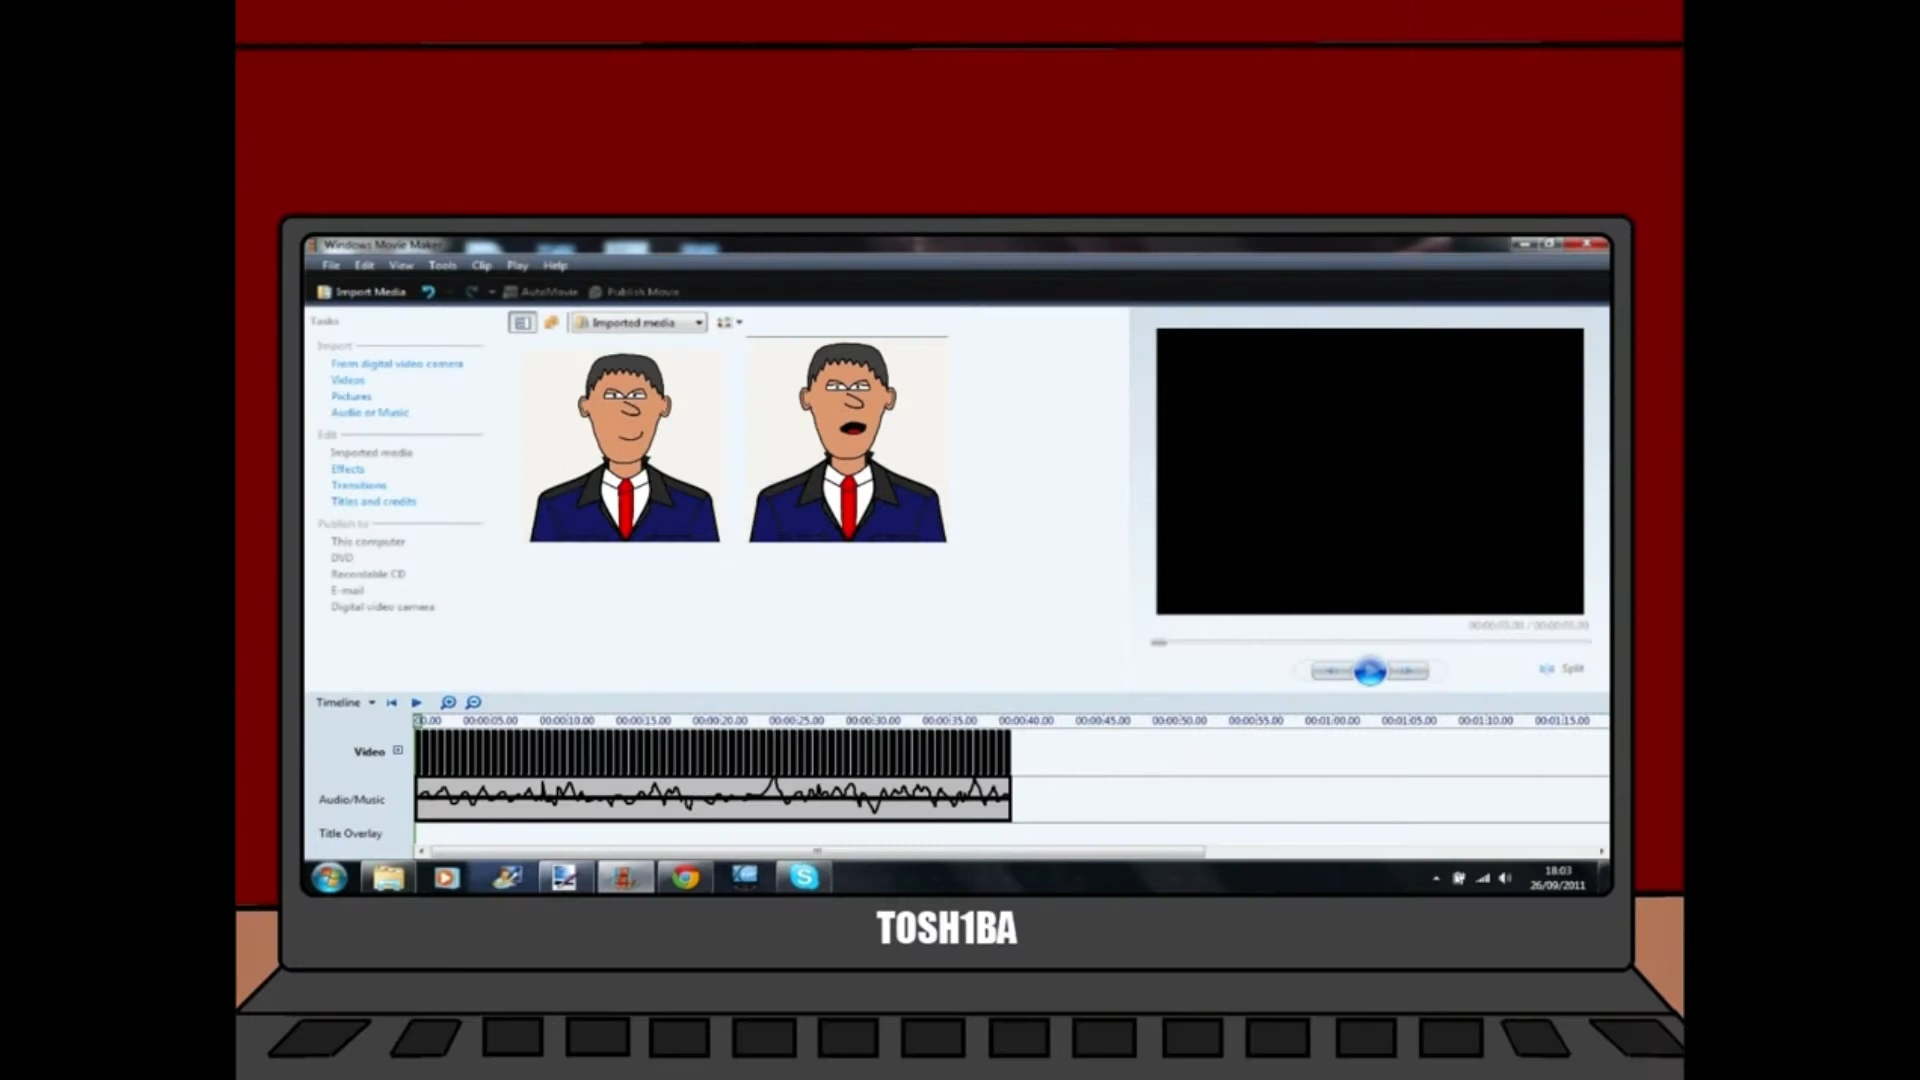 Windows Movie Maker
File Edit View Tools Clip Play Help
Import Media AutoMovie Publish Movie
Tasks
Imported media
Import
From digital video camera
Videos
Pictures
Audio or Music
Edit
Imported media
Effects
Transitions
Titles and credits
Publish to
This computer
DVD
Recordable CD
E-mail
Digital video camera
Split
Timeline
00:00:05.00 00:00:10.00 00:00:15.00 00:00:20.00 00:00:25.00 00:00:30.00 00:00:35.00 00:00:40.00 00:00:45.00 00:00:50.00 00:00:55.00 00:01:00.00 00:01:05.00 00:01:10.00 00:01:15.00
Video
Audio/Music
Title Overlay
18:03
26/09/2011
TOSH1BA